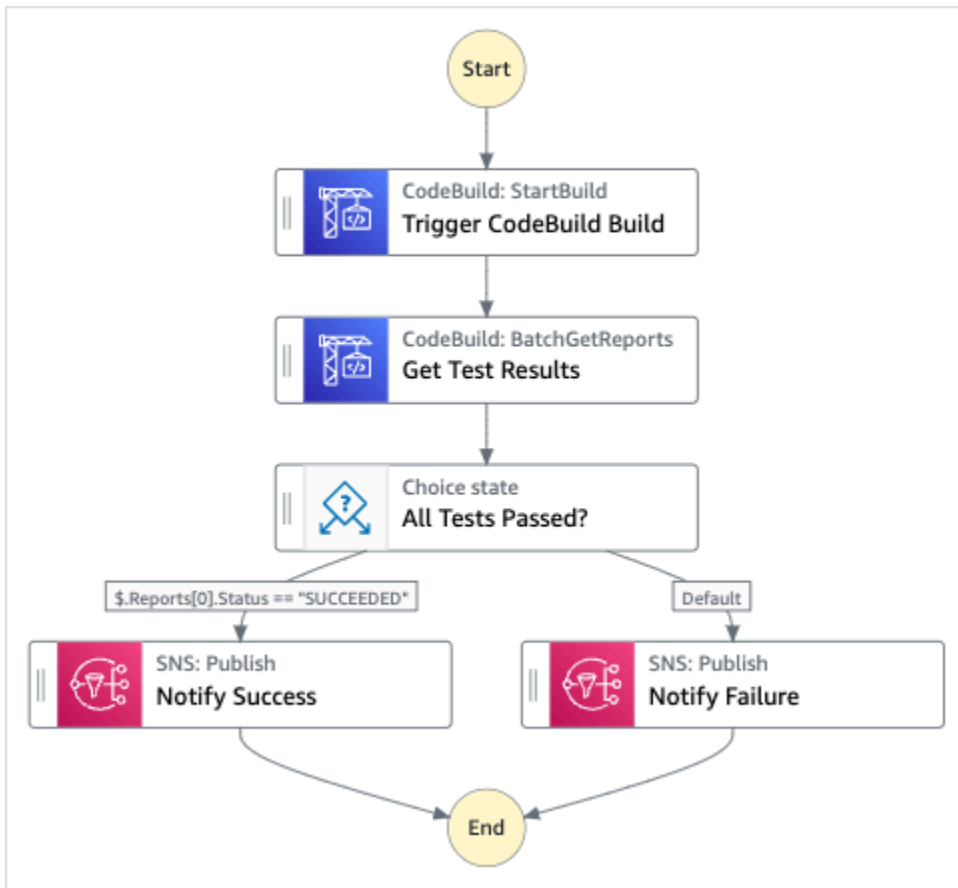 Start
CodeBuild: StartBuild
Trigger CodeBuild Build
CodeBuild: BatchGetReports
Get Test Results
Choice state
All Tests Passed?
$.Reports[0].Status == "SUCCEEDED"
Default
SNS: Publish
Notify Success
SNS: Publish
Notify Failure
End